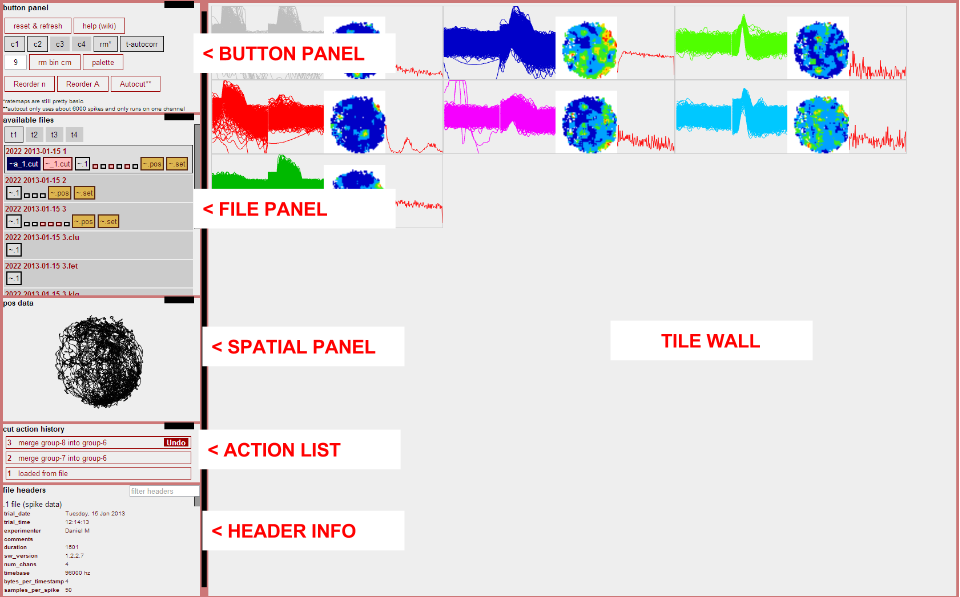 button panel
reset & refresh help (wiki)
c1 c2 c3 c4 rm* t-autocorr
9 rm bin cm palette
Reorder n Reorder A Autocut**
*ratemaps are still pretty basic
**autocut only uses about 6000 spikes and only runs on one channel
< BUTTON PANEL
available files
t1 t2 t3 t4
2022 2013-01-15 1
~a_1.cut ~_1.cut ~.1 ~.pos ~.set
2022 2013-01-15 2
~.1 ~.pos ~.set
2022 2013-01-15 3
~.1 ~.pos ~.set
2022 2013-01-15 3.clu
~.1
2022 2013-01-15 3.fet
~.1
2022 2013-01-15 3.klg
< FILE PANEL
pos data
< SPATIAL PANEL
TILE WALL
cut action history
3 merge group-8 into group-6 Undo
2 merge group-7 into group-6
1 loaded from file
< ACTION LIST
file headers filter headers
.1 file (spike data)
trial_date Tuesday, 15 Jan 2013
trial_time 12:14:13
experimenter Daniel M
comments
duration 1501
sw_version 1.2.2.7
num_chans 4
timebase 96000 hz
bytes_per_timestamp 4
samples_per_spike 50
< HEADER INFO